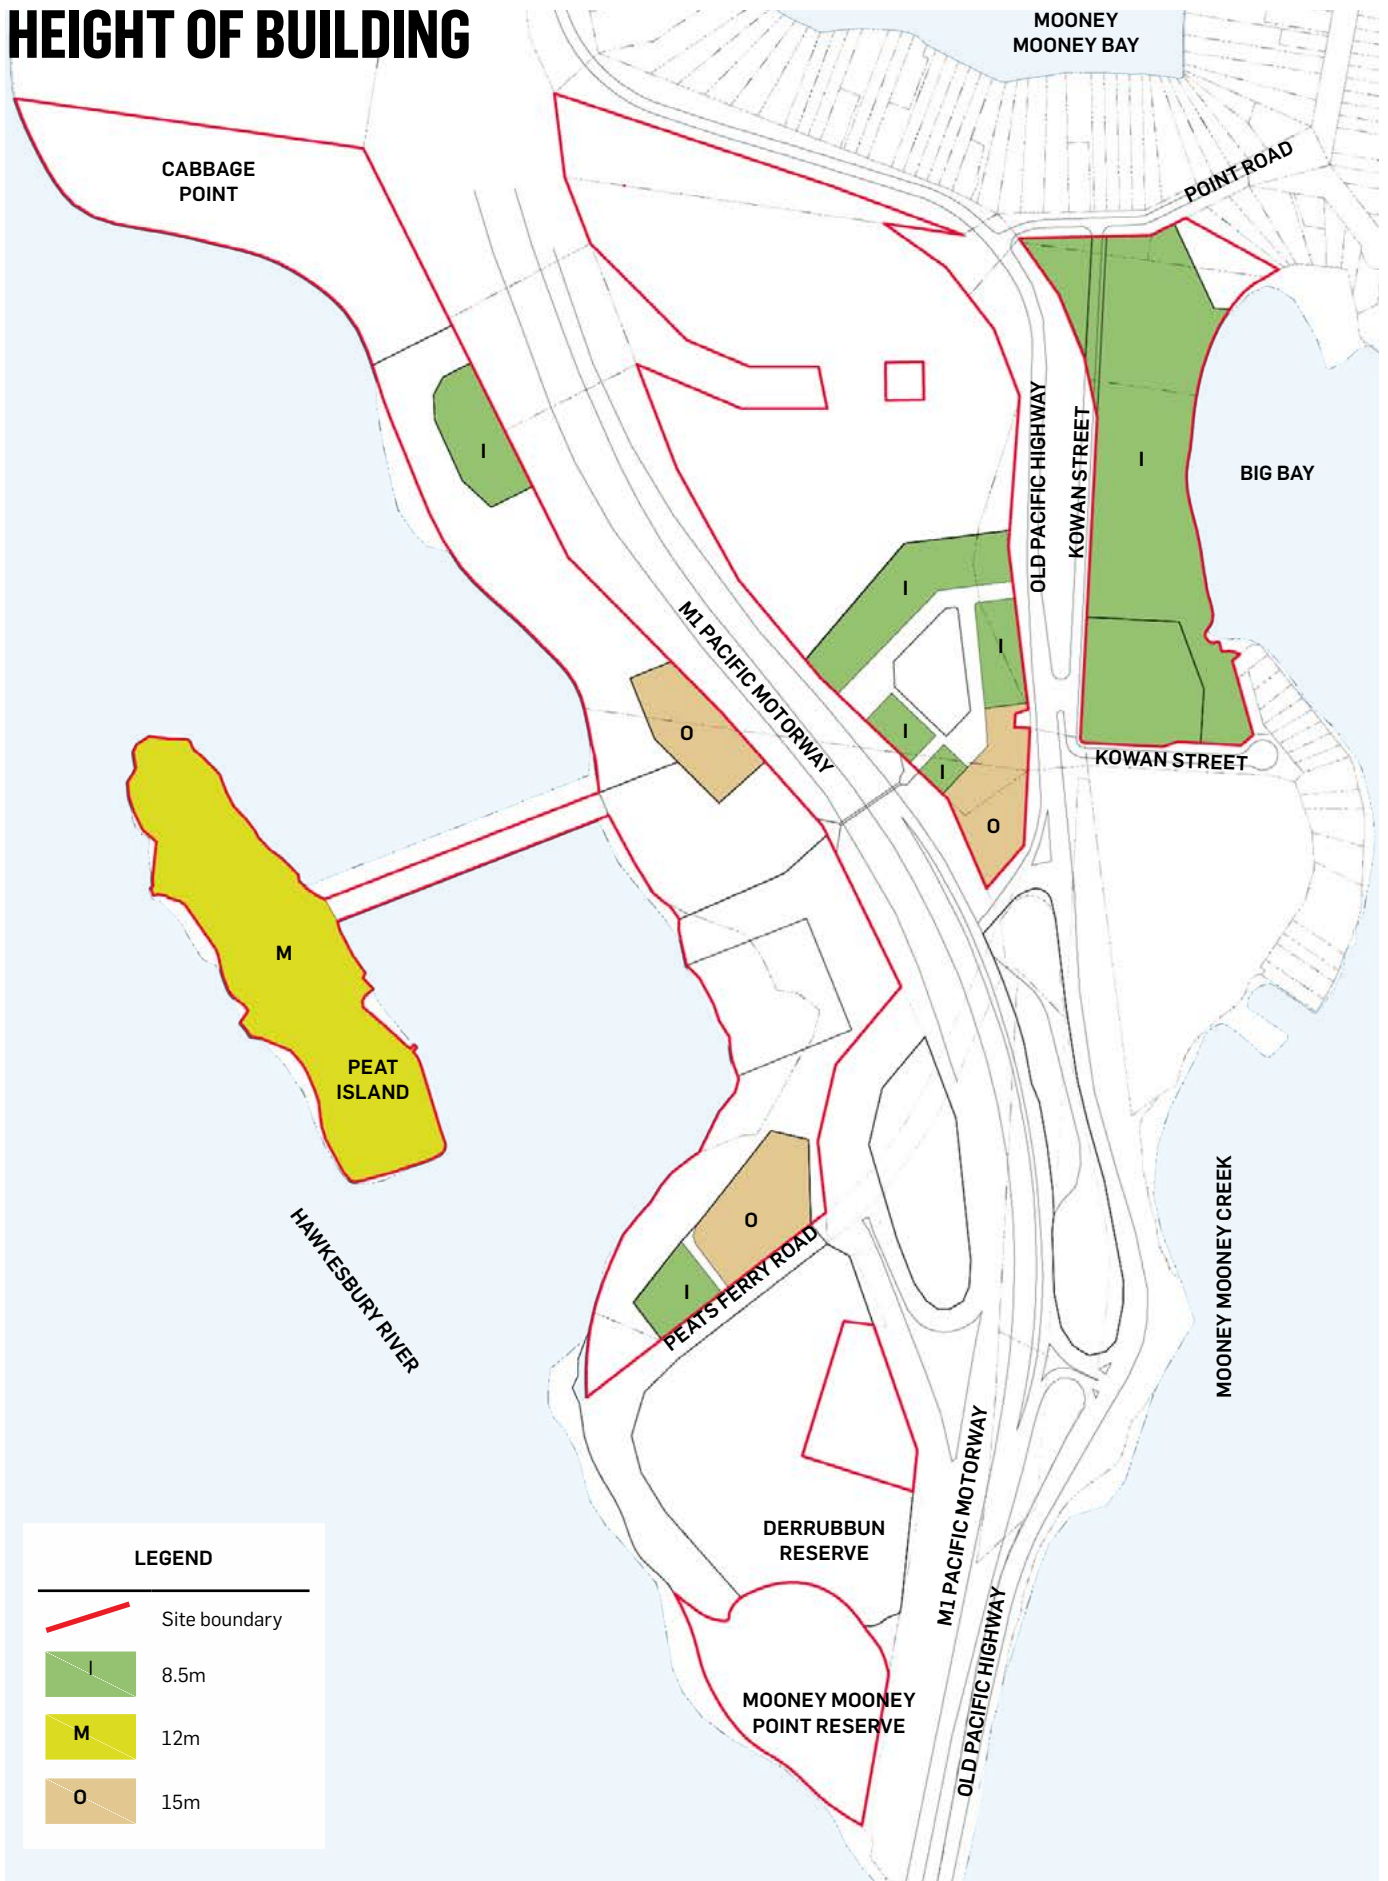 HEIGHT OF BUILDING
MOONEY
MOONEY BAY
CABBAGE
POINT
POINT ROAD
OLD PACIFIC HIGHWAY
KOWAN STREET
I
I
BIG BAY
I
I
M1 PACIFIC MOTORWAY
O
I
I
KOWAN STREET
O
M
PEAT
ISLAND
HAWKESBURY RIVER
MOONEY MOONEY CREEK
O
I
PEATS FERRY ROAD
DERRUBBUN
RESERVE
M1 PACIFIC MOTORWAY
OLD PACIFIC HIGHWAY
MOONEY MOONEY
POINT RESERVE
LEGEND
Site boundary
I 8.5m
M 12m
O 15m